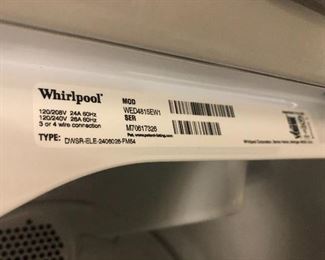 Whirlpool
MOD
WED4815EW1
SER
M70617326
120/208V 24A 60Hz
120/240V 26A 60Hz
3 or 4 wire connection
TYPE: DWSR-ELE-2406026-FM54